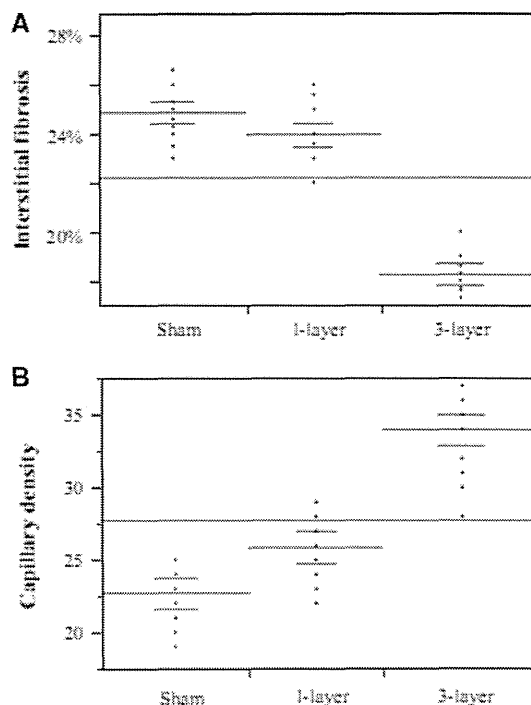 A
Interstitial fibrosis
28%
24%
20%
Sham 1-layer 3-layer
B
Capillary density
35
30
25
20
Sham 1-layer 3-layer